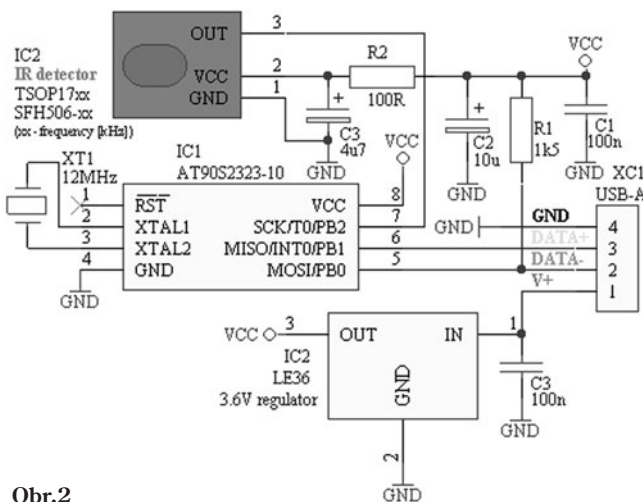 OUT
3
IC2
IR detector
TSOP17xx
SFH506-xx
(xx - frequency [kHz])
VCC
2
GND
1
R2
100R
VCC
+
C3
4u7
GND
VCC
+
C2
10u
GND
R1
1k5
C1
100n
GND
XT1
12MHz
IC1
AT90S2323-10
1
RST
VCC
8
2
XTAL1
SCK/T0/PB2
7
3
XTAL2
MISO/INT0/PB1
6
4
GND
MOSI/PB0
5
GND
XC1
USB-A
GND
GND
4
DATA+
3
DATA-
2
V+
1
VCC
3
OUT
IN
1
IC2
LE36
3.6V regulator
GND
2
GND
C3
100n
GND
Obr.2